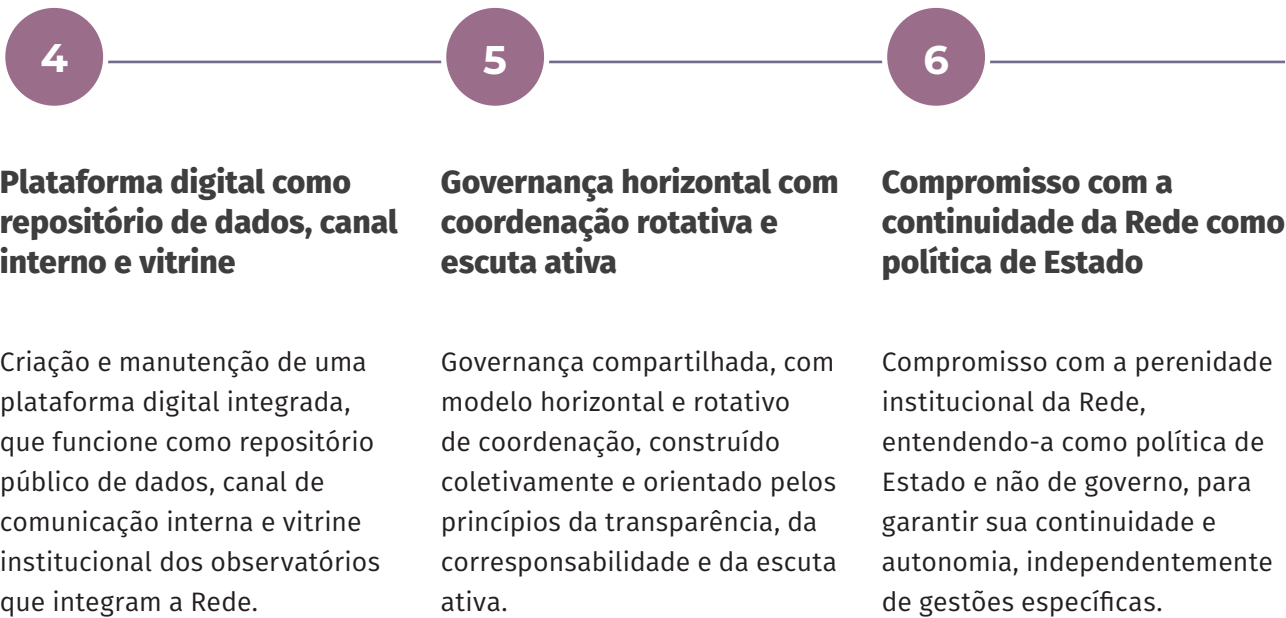 4
Plataforma digital como
repositório de dados, canal
interno e vitrine
Criação e manutenção de uma
plataforma digital integrada,
que funcione como repositório
público de dados, canal de
comunicação interna e vitrine
institucional dos observatórios
que integram a Rede.
5
Governança horizontal com
coordenação rotativa e
escuta ativa
Governança compartilhada, com
modelo horizontal e rotativo
de coordenação, construído
coletivamente e orientado pelos
princípios da transparência, da
corresponsabilidade e da escuta
ativa.
6
Compromisso com a
continuidade da Rede como
política de Estado
Compromisso com a perenidade
institucional da Rede,
entendendo-a como política de
Estado e não de governo, para
garantir sua continuidade e
autonomia, independentemente
de gestões específicas.